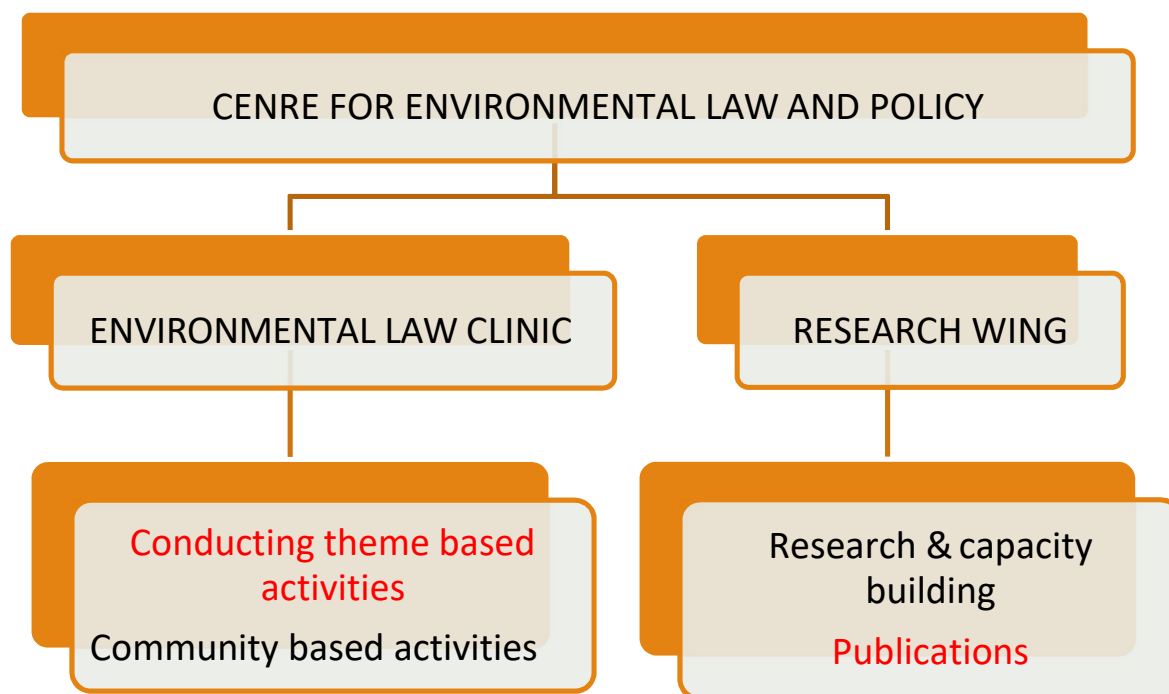 CENRE FOR ENVIRONMENTAL LAW AND POLICY
ENVIRONMENTAL LAW CLINIC
RESEARCH WING
Conducting theme based
activities
Community based activities
Research & capacity
building
Publications